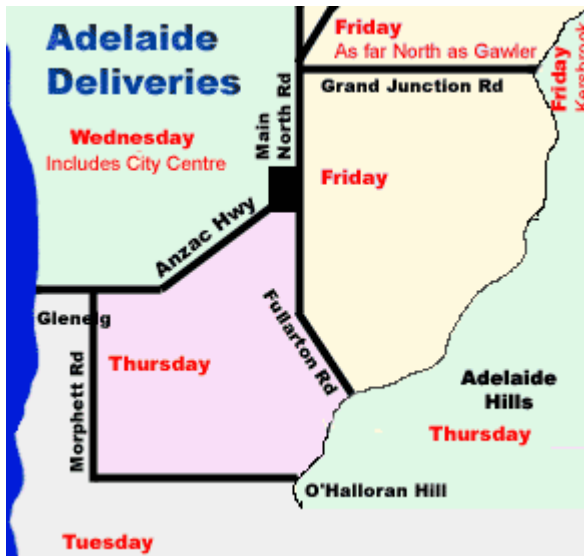 Adelaide
Deliveries
Wednesday
Includes City Centre
Main
North Rd
Friday
As far North as Gawler
Grand Junction Rd
Friday
Kersbrook
Friday
Anzac Hwy
Glenelg
Thursday
Fullarton Rd
Morphett Rd
Adelaide
Hills
Thursday
O'Halloran Hill
Tuesday